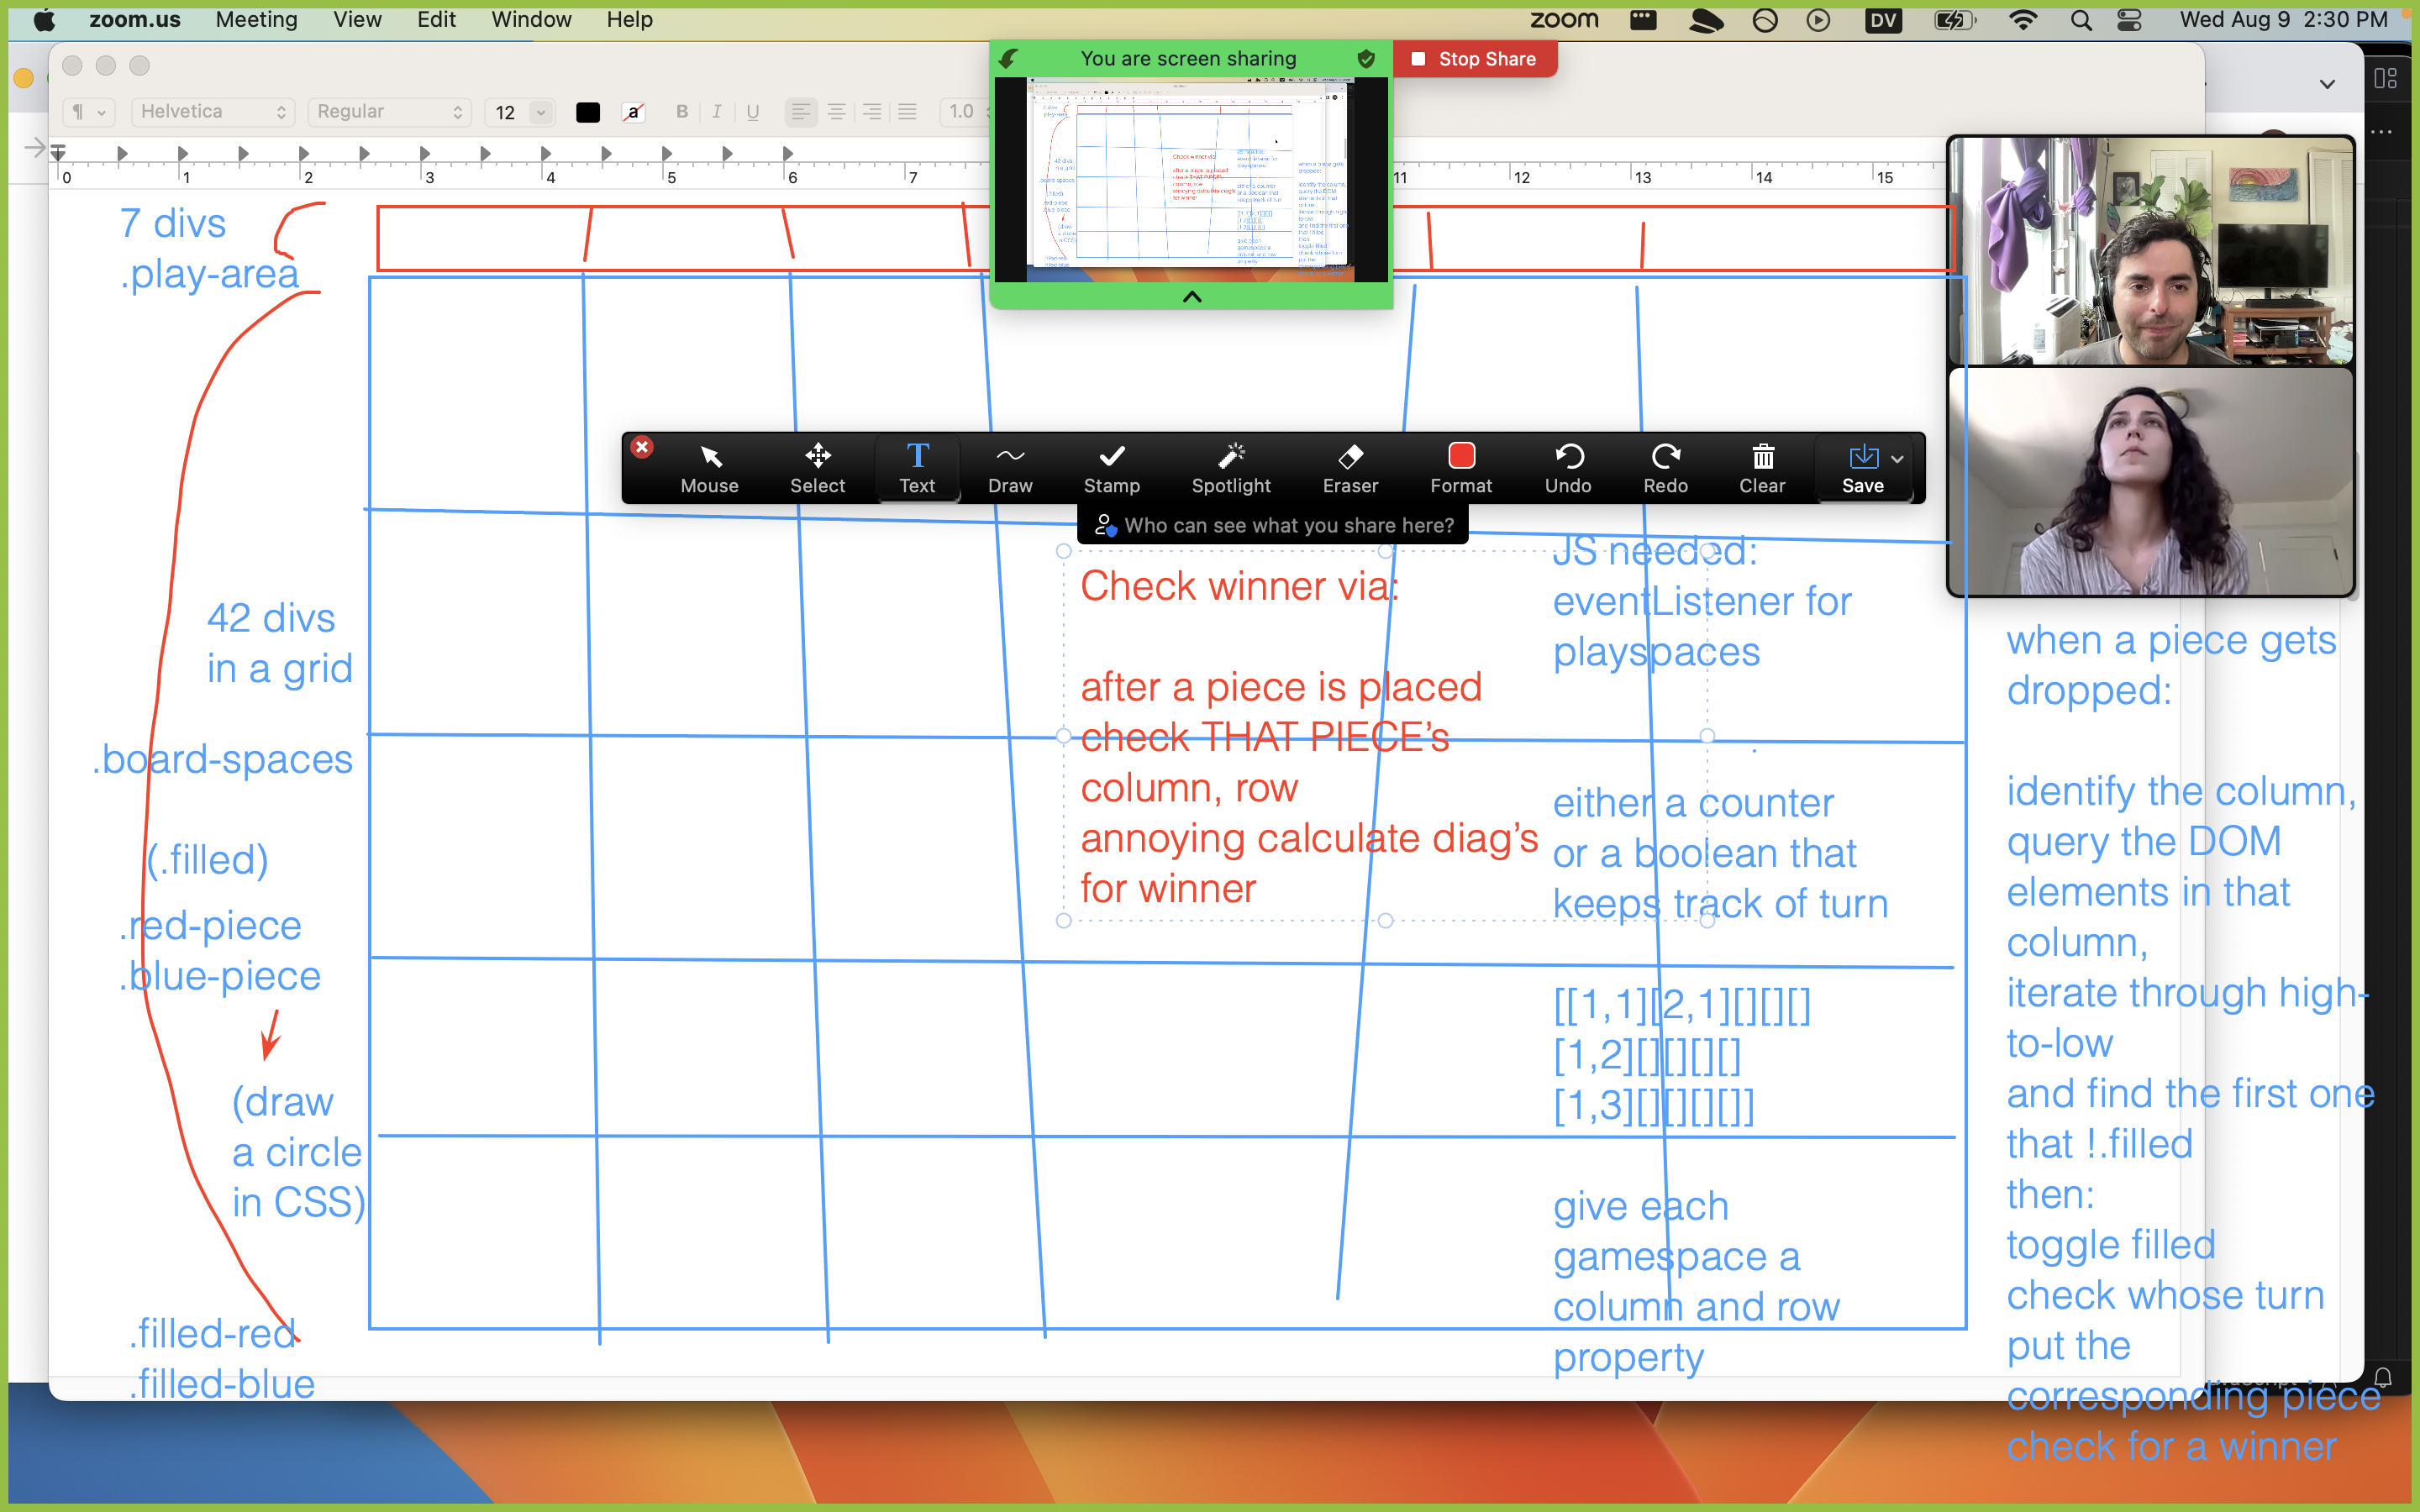 zoom.us Meeting View Edit Window Help
zoom DV Wed Aug 9 2:30 PM
You are screen sharing
Stop Share
¶ Helvetica Regular 12 a B I U 1.0
0 1 2 3 4 5 6 7 11 12 13 14 15
7 divs
.play-area
42 divs
in a grid
.board-spaces
(.filled)
.red-piece
.blue-piece
(draw
a circle
in CSS)
.filled-red
.filled-blue
Mouse Select Text Draw Stamp Spotlight Eraser Format Undo Redo Clear Save
Who can see what you share here?
Check winner via:
after a piece is placed
check THAT PIECE’s
column, row
annoying calculate diag’s
for winner
JS needed:
eventListener for
playspaces
either a counter
or a boolean that
keeps track of turn
[[1,1][2,1][][][]
[1,2][][][][]
[1,3][][][][]]
give each
gamespace a
column and row
property
when a piece gets
dropped:
identify the column,
query the DOM
elements in that
column,
iterate through high-
to-low
and find the first one
that !.filled
then:
toggle filled
check whose turn
put the
corresponding piece
check for a winner